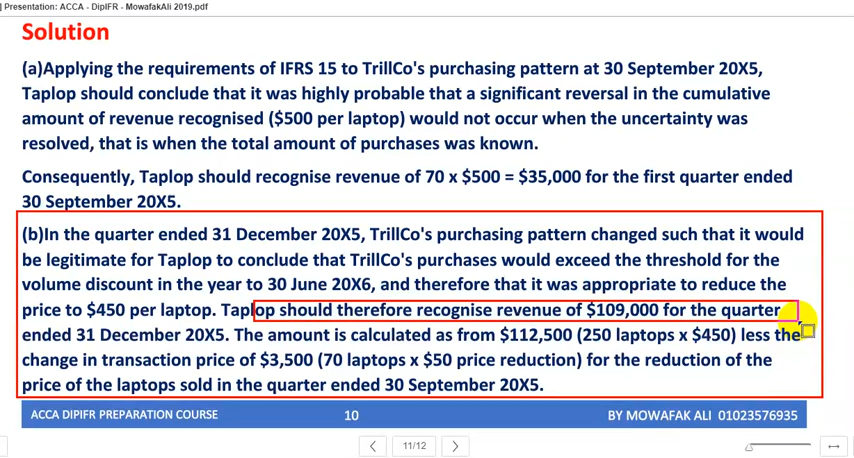 | Presentation: ACCA - DipIFR - MowafakAli 2019.pdf
Solution
(a)Applying the requirements of IFRS 15 to TrillCo's purchasing pattern at 30 September 20X5,
Taplop should conclude that it was highly probable that a significant reversal in the cumulative
amount of revenue recognised ($500 per laptop) would not occur when the uncertainty was
resolved, that is when the total amount of purchases was known.
Consequently, Taplop should recognise revenue of 70 x $500 = $35,000 for the first quarter ended
30 September 20X5.
(b)In the quarter ended 31 December 20X5, TrillCo's purchasing pattern changed such that it would
be legitimate for Taplop to conclude that TrillCo's purchases would exceed the threshold for the
volume discount in the year to 30 June 20X6, and therefore that it was appropriate to reduce the
price to $450 per laptop. Taplop should therefore recognise revenue of $109,000 for the quarter
ended 31 December 20X5. The amount is calculated as from $112,500 (250 laptops x $450) less the
change in transaction price of $3,500 (70 laptops x $50 price reduction) for the reduction of the
price of the laptops sold in the quarter ended 30 September 20X5.
ACCA DIPIFR PREPARATION COURSE 10 BY MOWAFAK ALI 01023576935
11/12